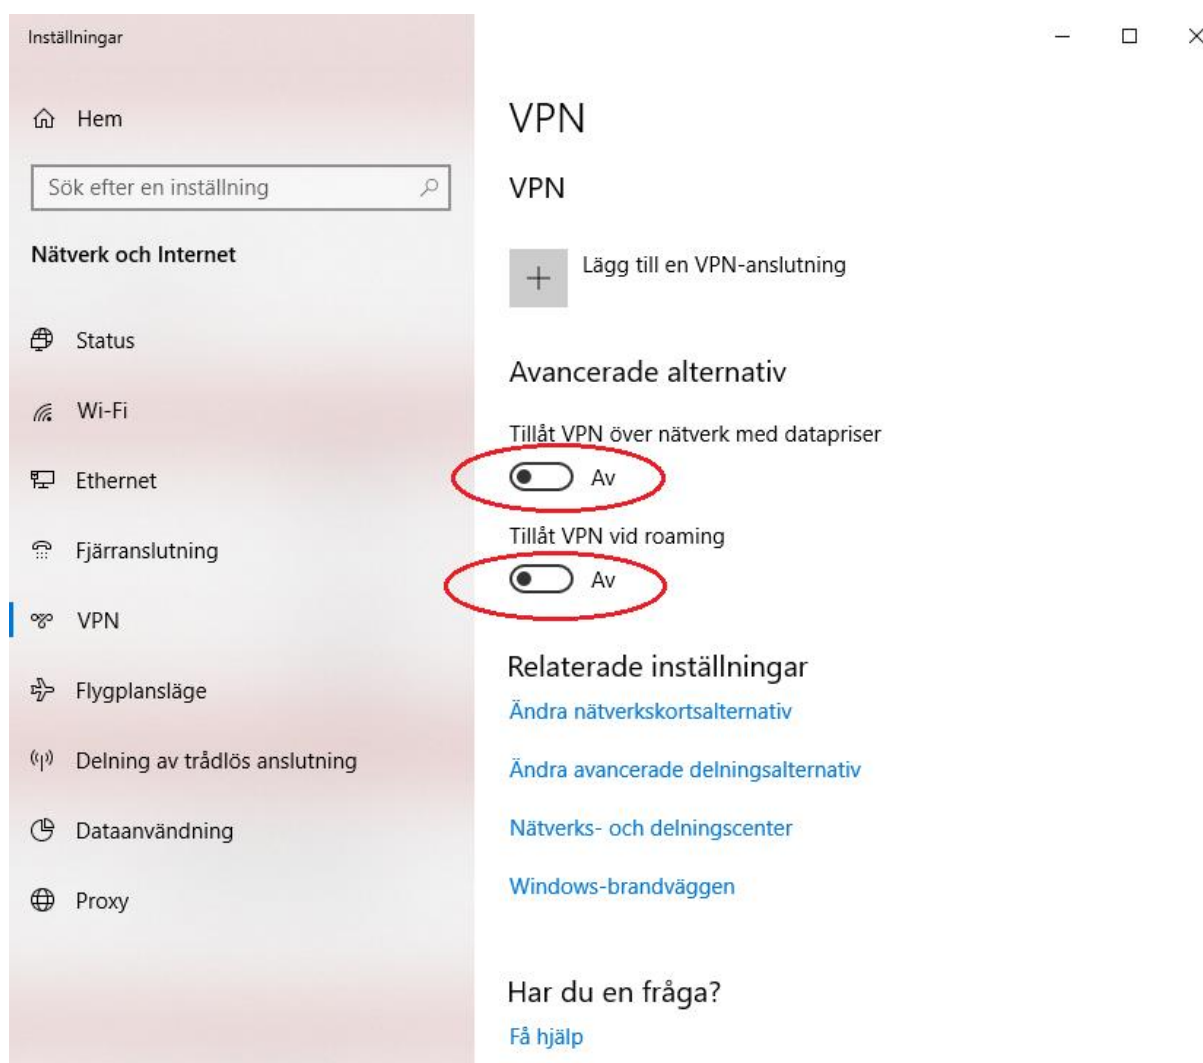 Inställningar
Hem
Sök efter en inställning
Nätverk och Internet
Status
Wi-Fi
Ethernet
Fjärranslutning
VPN
Flygplansläge
Delning av trådlös anslutning
Dataanvändning
Proxy
VPN
VPN
Lägg till en VPN-anslutning
Avancerade alternativ
Tillåt VPN över nätverk med datapriser
Av
Tillåt VPN vid roaming
Av
Relaterade inställningar
Ändra nätverkskortsalternativ
Ändra avancerade delningsalternativ
Nätverks- och delningscenter
Windows-brandväggen
Har du en fråga?
Få hjälp